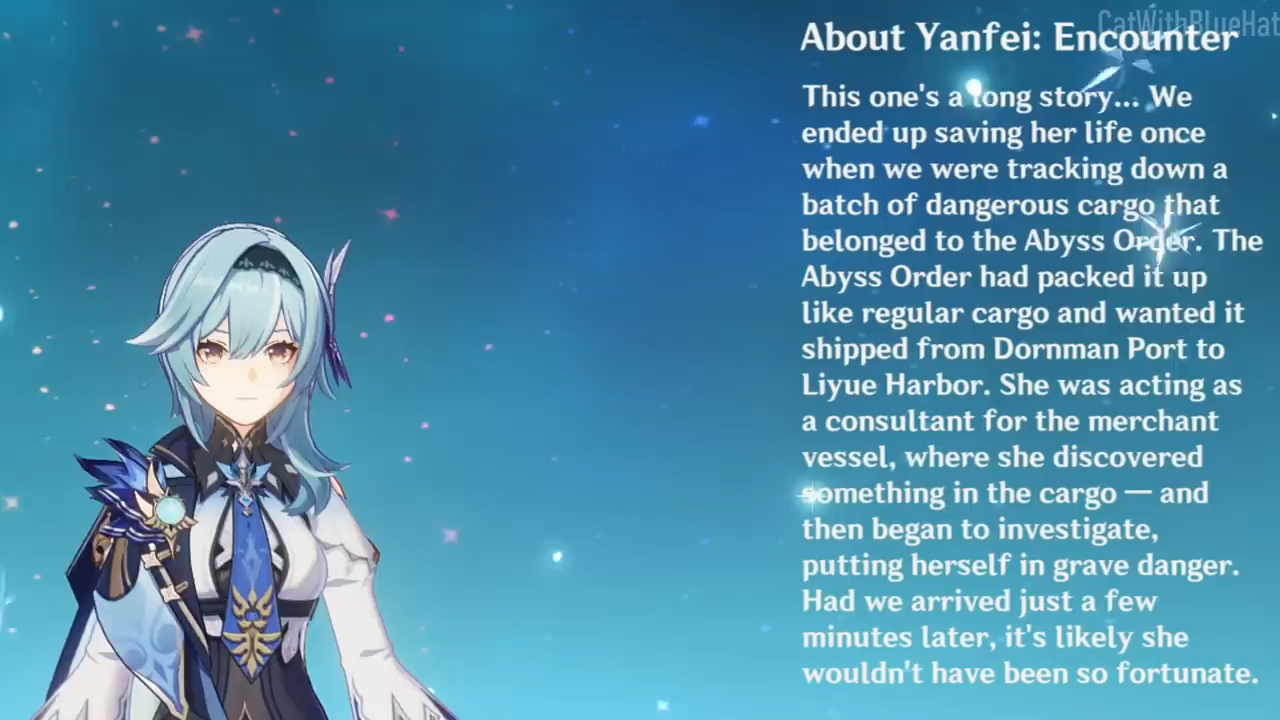 CatWithBlueHat
About Yanfei: Encounter
This one's a long story... We
ended up saving her life once
when we were tracking down a
batch of dangerous cargo that
belonged to the Abyss Order. The
Abyss Order had packed it up
like regular cargo and wanted it
shipped from Dornman Port to
Liyue Harbor. She was acting as
a consultant for the merchant
vessel, where she discovered
something in the cargo — and
then began to investigate,
putting herself in grave danger.
Had we arrived just a few
minutes later, it's likely she
wouldn't have been so fortunate.